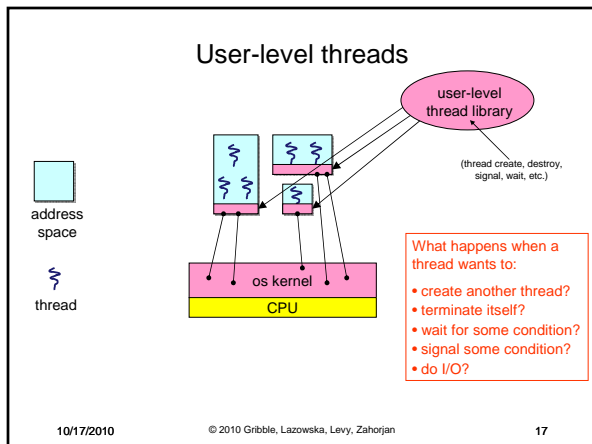 User-level threads
user-level
thread library
(thread create, destroy,
signal, wait, etc.)
address
space
thread
os kernel
CPU
What happens when a
thread wants to:
• create another thread?
• terminate itself?
• wait for some condition?
• signal some condition?
• do I/O?
10/17/2010
© 2010 Gribble, Lazowska, Levy, Zahorjan
17